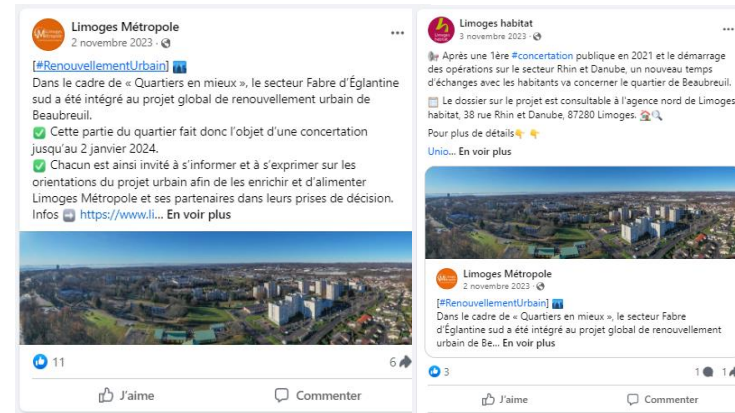 Limoges Métropole
2 novembre 2023 ·
[#RenouvellementUrbain]
Dans le cadre de « Quartiers en mieux », le secteur Fabre d'Églantine
sud a été intégré au projet global de renouvellement urbain de
Beaubreuil.
✅ Cette partie du quartier fait donc l'objet d'une concertation
jusqu'au 2 janvier 2024.
✅ Chacun est ainsi invité à s'informer et à s'exprimer sur les
orientations du projet urbain afin de les enrichir et d'alimenter
Limoges Métropole et ses partenaires dans leurs prises de décision.
Infos ➡️ https://www.li... En voir plus
11
6
J'aime
Commenter
Limoges habitat
3 novembre 2023 ·
Après une 1ère #concertation publique en 2021 et le démarrage
des opérations sur le secteur Rhin et Danube, un nouveau temps
d'échanges avec les habitants va concerner le quartier de Beaubreuil.
Le dossier sur le projet est consultable à l'agence nord de Limoges
habitat, 38 rue Rhin et Danube, 87280 Limoges.
Pour plus de détails👇👇
Unio... En voir plus
Limoges Métropole
2 novembre 2023 ·
[#RenouvellementUrbain]
Dans le cadre de « Quartiers en mieux », le secteur Fabre
d'Églantine sud a été intégré au projet global de renouvellement
urbain de Be... En voir plus
3
1 1
J'aime
Commenter